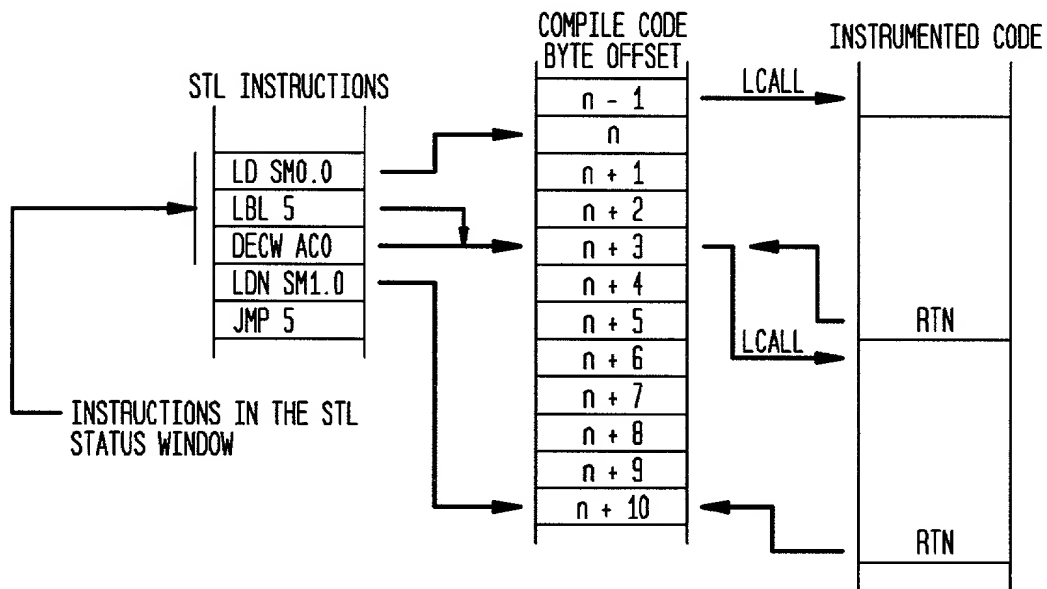 STL INSTRUCTIONS
LD SM0.0
LBL 5
DECW AC0
LDN SM1.0
JMP 5
INSTRUCTIONS IN THE STL
STATUS WINDOW
COMPILE CODE
BYTE OFFSET
n - 1
n
n + 1
n + 2
n + 3
n + 4
n + 5
n + 6
n + 7
n + 8
n + 9
n + 10
LCALL
LCALL
INSTRUMENTED CODE
RTN
RTN